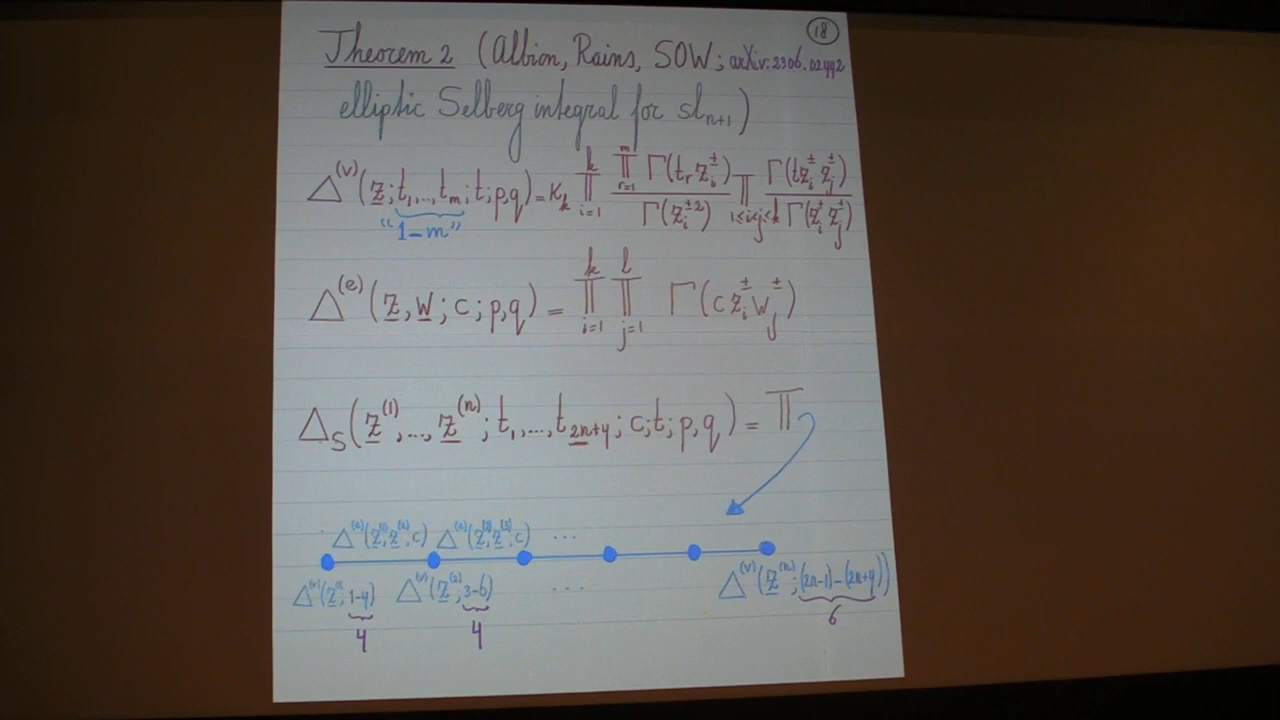 18
Theorem 2 (Albion, Rains, SOW; arXiv:2306.02442
elliptic Selberg integral for sl_{n+1})
Δ^{(v)}(z; t_1,...,t_m; t; p,q) = κ_k ∏_{i=1}^{k} ∏_{r=1}^{m} Γ(t_r z_i^±) / Γ(z_i^{±2}) ∏_{1≤i<j≤k} Γ(t z_i^± z_j^±) / Γ(z_i^± z_j^±)
"1-m"
Δ^{(e)}(z, w; c; p,q) = ∏_{i=1}^{k} ∏_{j=1}^{l} Γ(c z_i^± w_j^±)
Δ_S(z^{(1)},...,z^{(n)}; t_1,...,t_{2n+4}; c; t; p,q) = ∏
Δ^{(e)}(z^{(1)}, z^{(2)}; c) Δ^{(e)}(z^{(2)}, z^{(3)}; c) ...
Δ^{(v)}(z^{(1)}; 1-4) Δ^{(v)}(z^{(2)}; 3-6) ... Δ^{(v)}(z^{(n)}; (2n-1)-(2n+4))
4 4 6